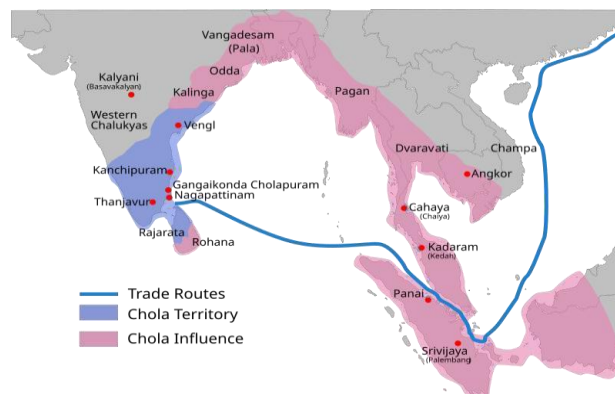 Vangadesam
(Pala)
Odda
Kalyani
(Basavakalyan)
Kalinga
Pagan
Western
Chalukyas
Vengl
Dvaravati
Champa
Kanchipuram
Angkor
Gangaikonda Cholapuram
Nagapattinam
Thanjavur
Cahaya
(Chaiya)
Rajarata
Rohana
Kadaram
(Kedah)
Trade Routes
Panai
Chola Territory
Chola Influence
Srivijaya
(Palembang)